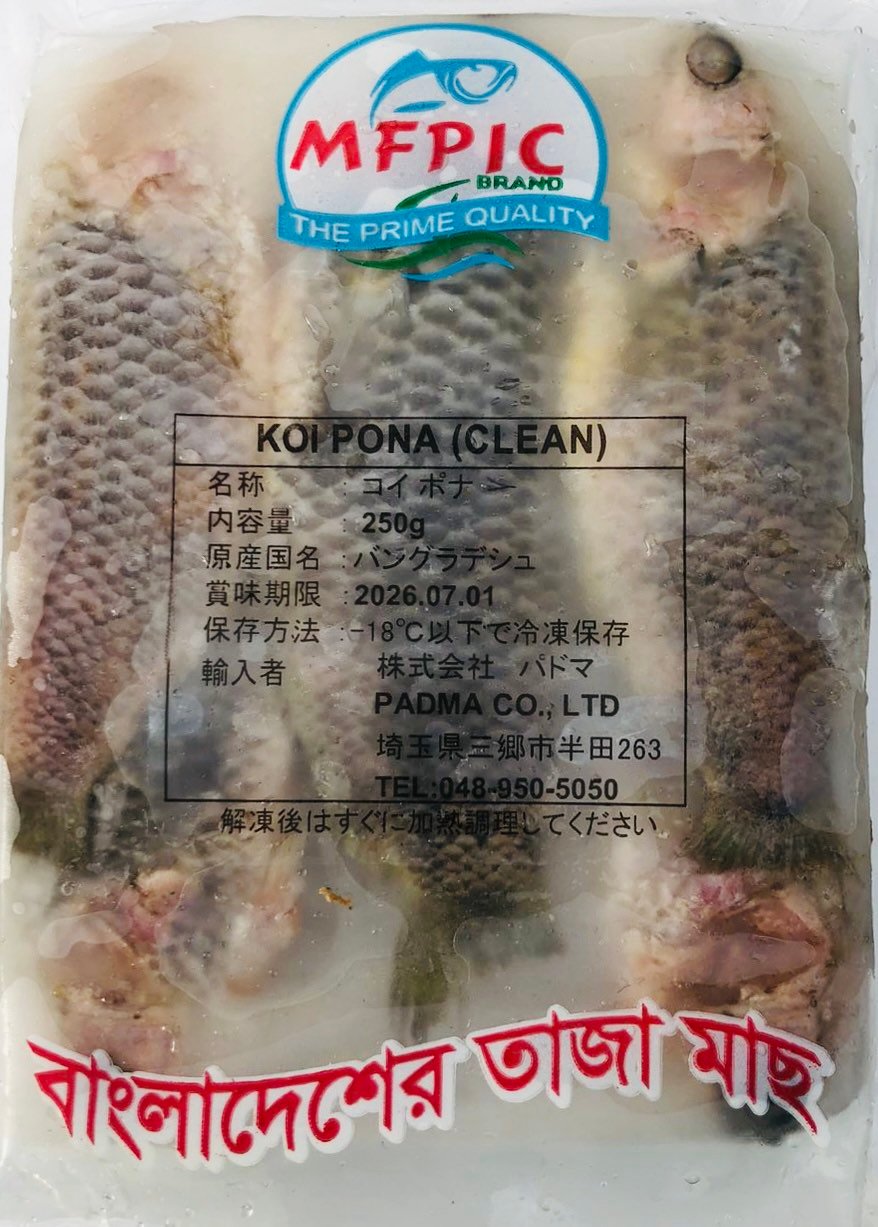 MFPIC
BRAND
THE PRIME QUALITY
KOI PONA (CLEAN)
名称 : コイ ポナ ー
内容量 : 250g
原産国名 : バングラデシュ
賞味期限 : 2026.07.01
保存方法 : -18℃以下で冷凍保存
輸入者 株式会社 パドマ
PADMA CO., LTD
埼玉県三郷市半田263
TEL:048-950-5050
解凍後はすぐに加熱調理してください
বাংলাদেশের তাজা মাছ